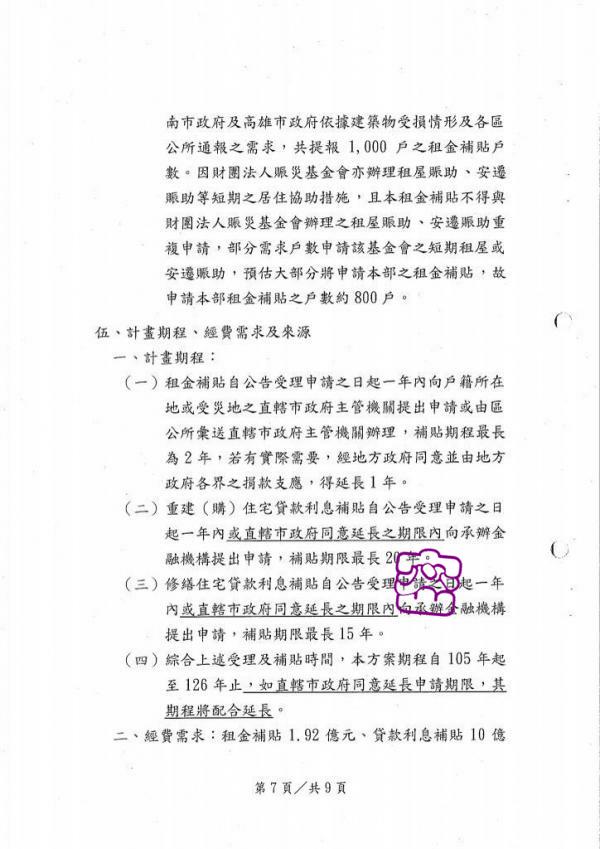 南市政府及高雄市政府依據建築物受損情形及各區
公所通報之需求，共提報 1,000 戶之租金補貼戶
數。因財團法人賑災基金會亦辦理租屋賑助、安遷
賑助等短期之居住協助措施，且本租金補貼不得與
財團法人賑災基金會辦理之租屋賑助、安遷賑助重
複申請，部分需求戶數申請該基金會之短期租屋或
安遷賑助，預估大部分將申請本部之租金補貼，故
申請本部租金補貼之戶數約 800 戶。
伍、計畫期程、經費需求及來源
一、計畫期程：
（一）租金補貼自公告受理申請之日起一年內向戶籍所在
地或受災地之直轄市政府主管機關提出申請或由區
公所彙送直轄市政府主管機關辦理，補貼期程最長
為 2 年，若有實際需要，經地方政府同意並由地方
政府各界之捐款支應，得延長 1 年。
（二）重建（購）住宅貸款利息補貼自公告受理申請之日
起一年內或直轄市政府同意延長之期限內向承辦金
融機構提出申請，補貼期限最長 20 年。
（三）修繕住宅貸款利息補貼自公告受理申請之日起一年
內或直轄市政府同意延長之期限內向承辦金融機構
提出申請，補貼期限最長 15 年。
（四）綜合上述受理及補貼時間，本方案期程自 105 年起
至 126 年止，如直轄市政府同意延長申請期限，其
期程將配合延長。
二、經費需求：租金補貼 1.92 億元、貸款利息補貼 10 億
第 7 頁／共 9 頁